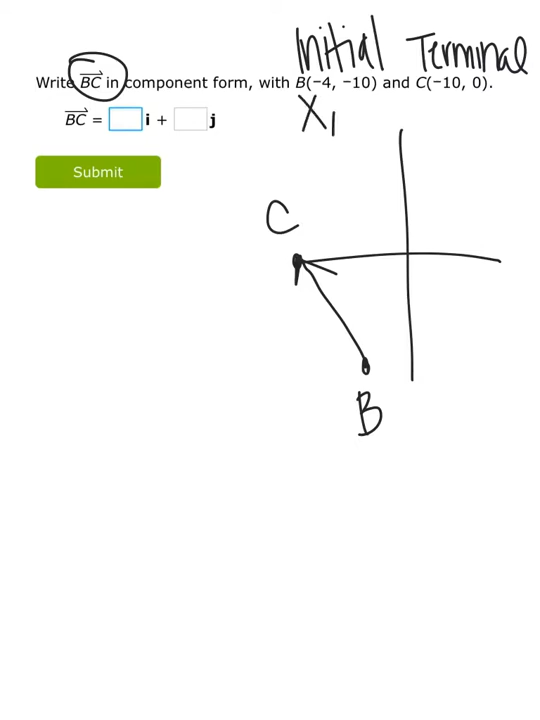 Initial Terminal
Write BC in component form, with B(−4, −10) and C(−10, 0).
X₁
BC = i + j
Submit
C
B